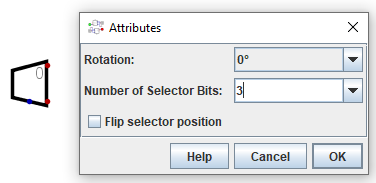 Attributes
0
Rotation: 0°
Number of Selector Bits: 3
Flip selector position
Help Cancel OK